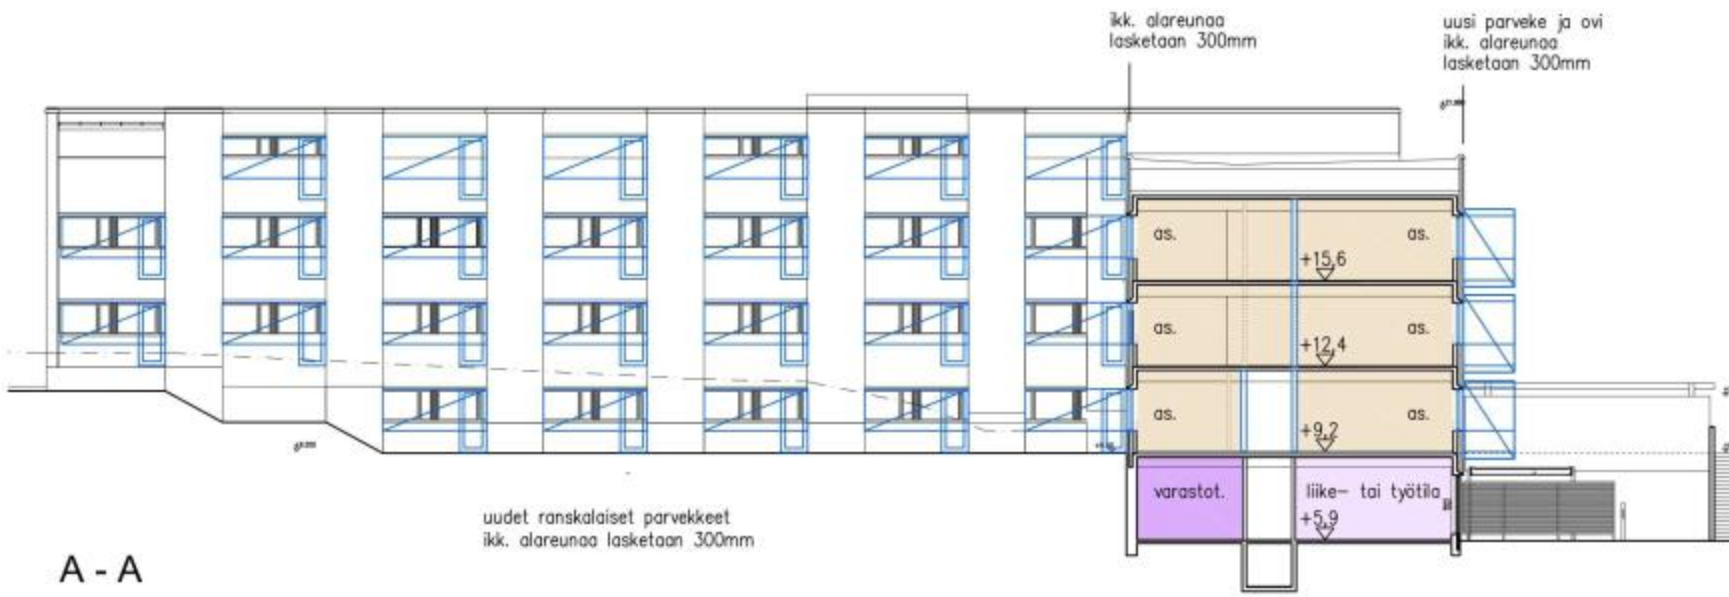 ikk. alareunaa
lasketaan 300mm
uusi parveke ja ovi
ikk. alareunaa
lasketaan 300mm
as.
as.
+15,6
as.
as.
+12,4
as.
as.
+9,2
varastot.
liike- tai työtila
+5,9
uudet ranskalaiset parvekkeet
ikk. alareunaa lasketaan 300mm
A - A